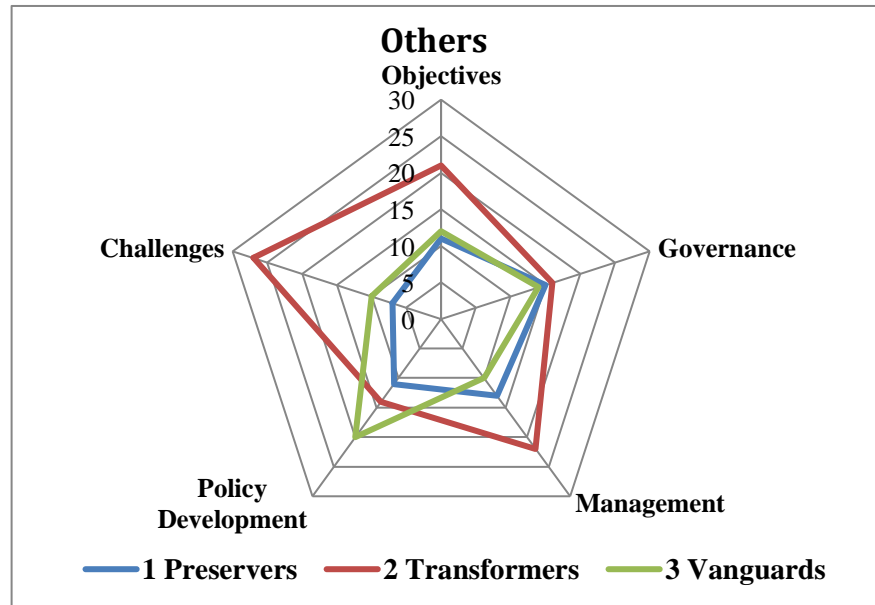 Others
Objectives
30
25
20
15
10
5
0
Challenges
Governance
Policy
Development
Management
1 Preservers 2 Transformers 3 Vanguards